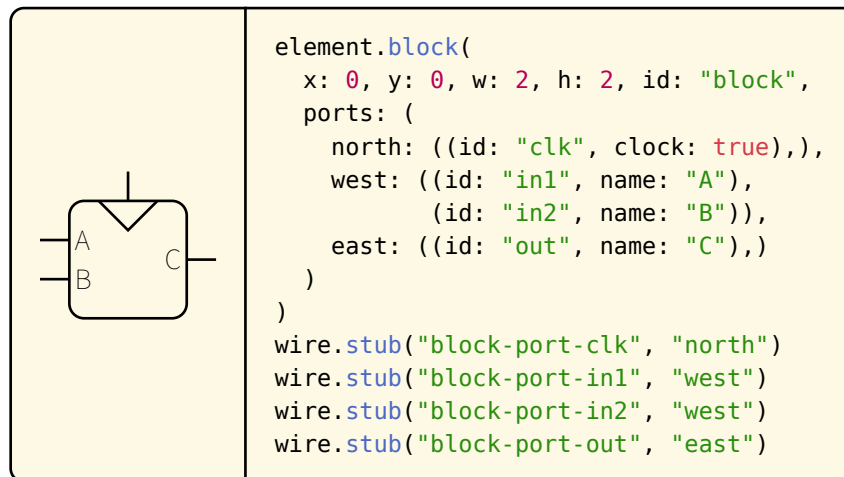 A
B
C
element.block(
  x: 0, y: 0, w: 2, h: 2, id: "block",
  ports: (
    north: ((id: "clk", clock: true),),
    west: ((id: "in1", name: "A"),
           (id: "in2", name: "B")),
    east: ((id: "out", name: "C"),)
  )
)
wire.stub("block-port-clk", "north")
wire.stub("block-port-in1", "west")
wire.stub("block-port-in2", "west")
wire.stub("block-port-out", "east")